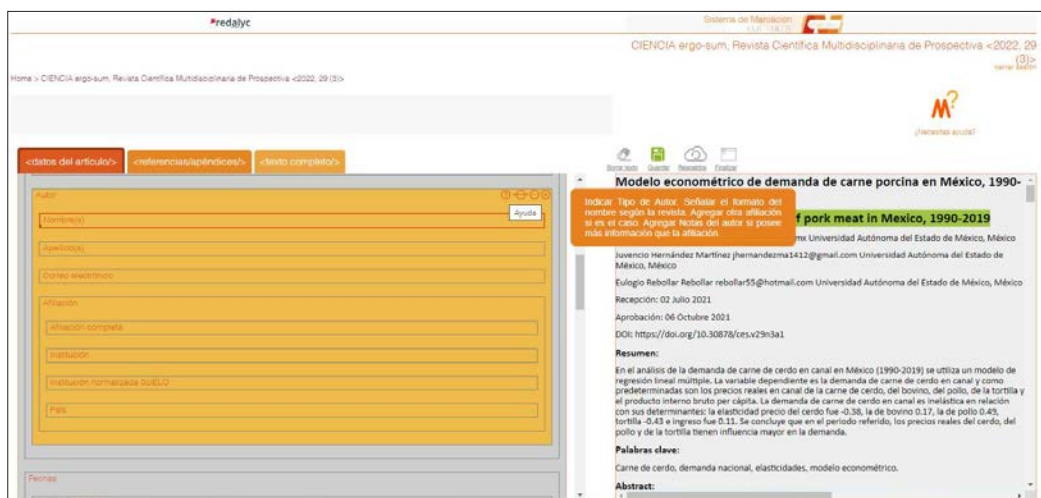 redalyc
Sistema de Marcación
CIENCIA ergo-sum, Revista Científica Multidisciplinaria de Prospectiva <2022, 29
(3)>
cerrar sesión
Home > CIENCIA ergo-sum, Revista Científica Multidisciplinaria de Prospectiva <2022, 29 (3)>
M?
¿Necesitas ayuda?
<datos del artículo/> <referencias/apéndices/> <texto completo/>
Borrar texto Guardar Previsualizar Finalizar
Autor
Ayuda
Nombre(s)
Apellido(s)
Correo electrónico
Afiliación
Afiliación completa
Institución
Institución normalizada
País
Fechas
Indicar Tipo de Autor. Señalar el formato del
nombre según la revista. Agregar otra afiliación
si es el caso. Agregar Notas del autor si posee
más información que la afiliación.
Modelo econométrico de demanda de carne porcina en México, 1990-
f pork meat in Mexico, 1990-2019
mx Universidad Autónoma del Estado de México, México
Juvencio Hernández Martínez jhernandezma1412@gmail.com Universidad Autónoma del Estado de
México, México
Eulogio Rebollar Rebollar rebollar55@hotmail.com Universidad Autónoma del Estado de México, México
Recepción: 02 Julio 2021
Aprobación: 06 Octubre 2021
DOI: https://doi.org/10.30878/ces.v29n3a1
Resumen:
En el análisis de la demanda de carne de cerdo en canal en México (1990-2019) se utiliza un modelo de
regresión lineal múltiple. La variable dependiente es la demanda de carne de cerdo en canal y como
predeterminadas son los precios reales en canal de la carne de cerdo, del bovino, del pollo, de la tortilla y
el producto interno bruto per cápita. La demanda de carne de cerdo en canal es inelástica en relación
con sus determinantes: la elasticidad precio del cerdo fue -0.38, la de bovino 0.17, la de pollo 0.49,
tortilla -0.43 e ingreso fue 0.11. Se concluye que en el periodo referido, los precios reales del cerdo, del
pollo y de la tortilla tienen influencia mayor en la demanda.
Palabras clave:
Carne de cerdo, demanda nacional, elasticidades, modelo econométrico.
Abstract: